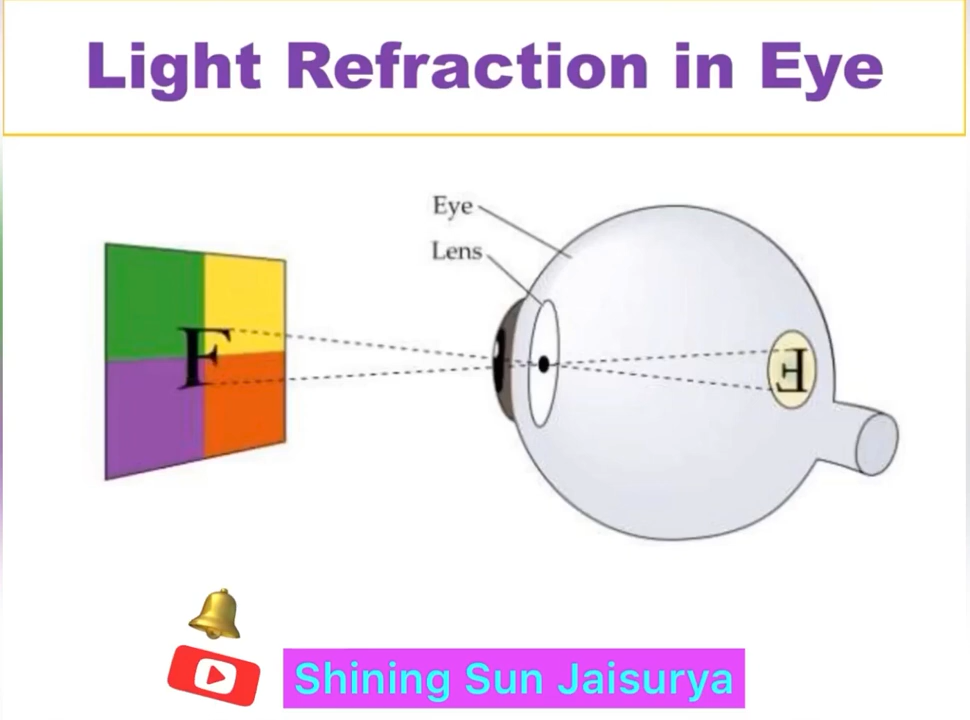 Light Refraction in Eye
Eye
Lens
F
F
Shining Sun Jaisurya